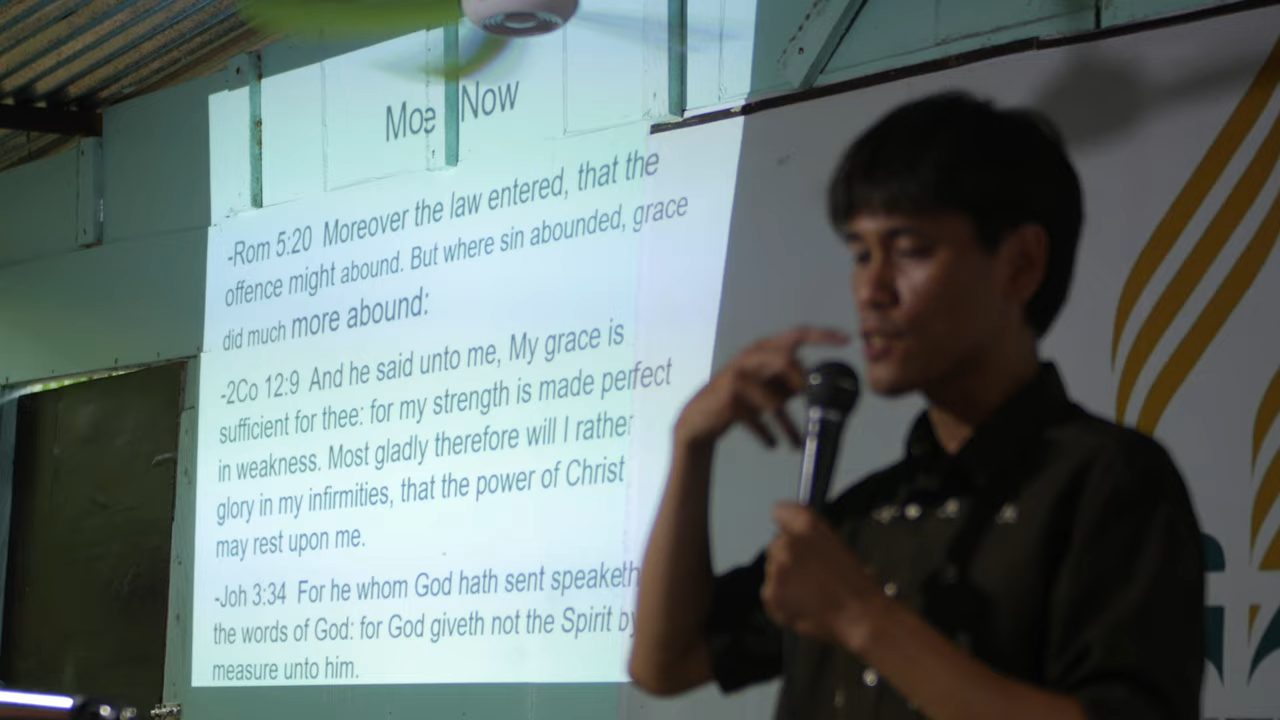 Moe Now
-Rom 5:20 Moreover the law entered, that the
offence might abound. But where sin abounded, grace
did much more abound:
-2Co 12:9 And he said unto me, My grace is
sufficient for thee: for my strength is made perfect
in weakness. Most gladly therefore will I rather
glory in my infirmities, that the power of Christ
may rest upon me.
-Joh 3:34 For he whom God hath sent speaketh
the words of God: for God giveth not the Spirit by
measure unto him.